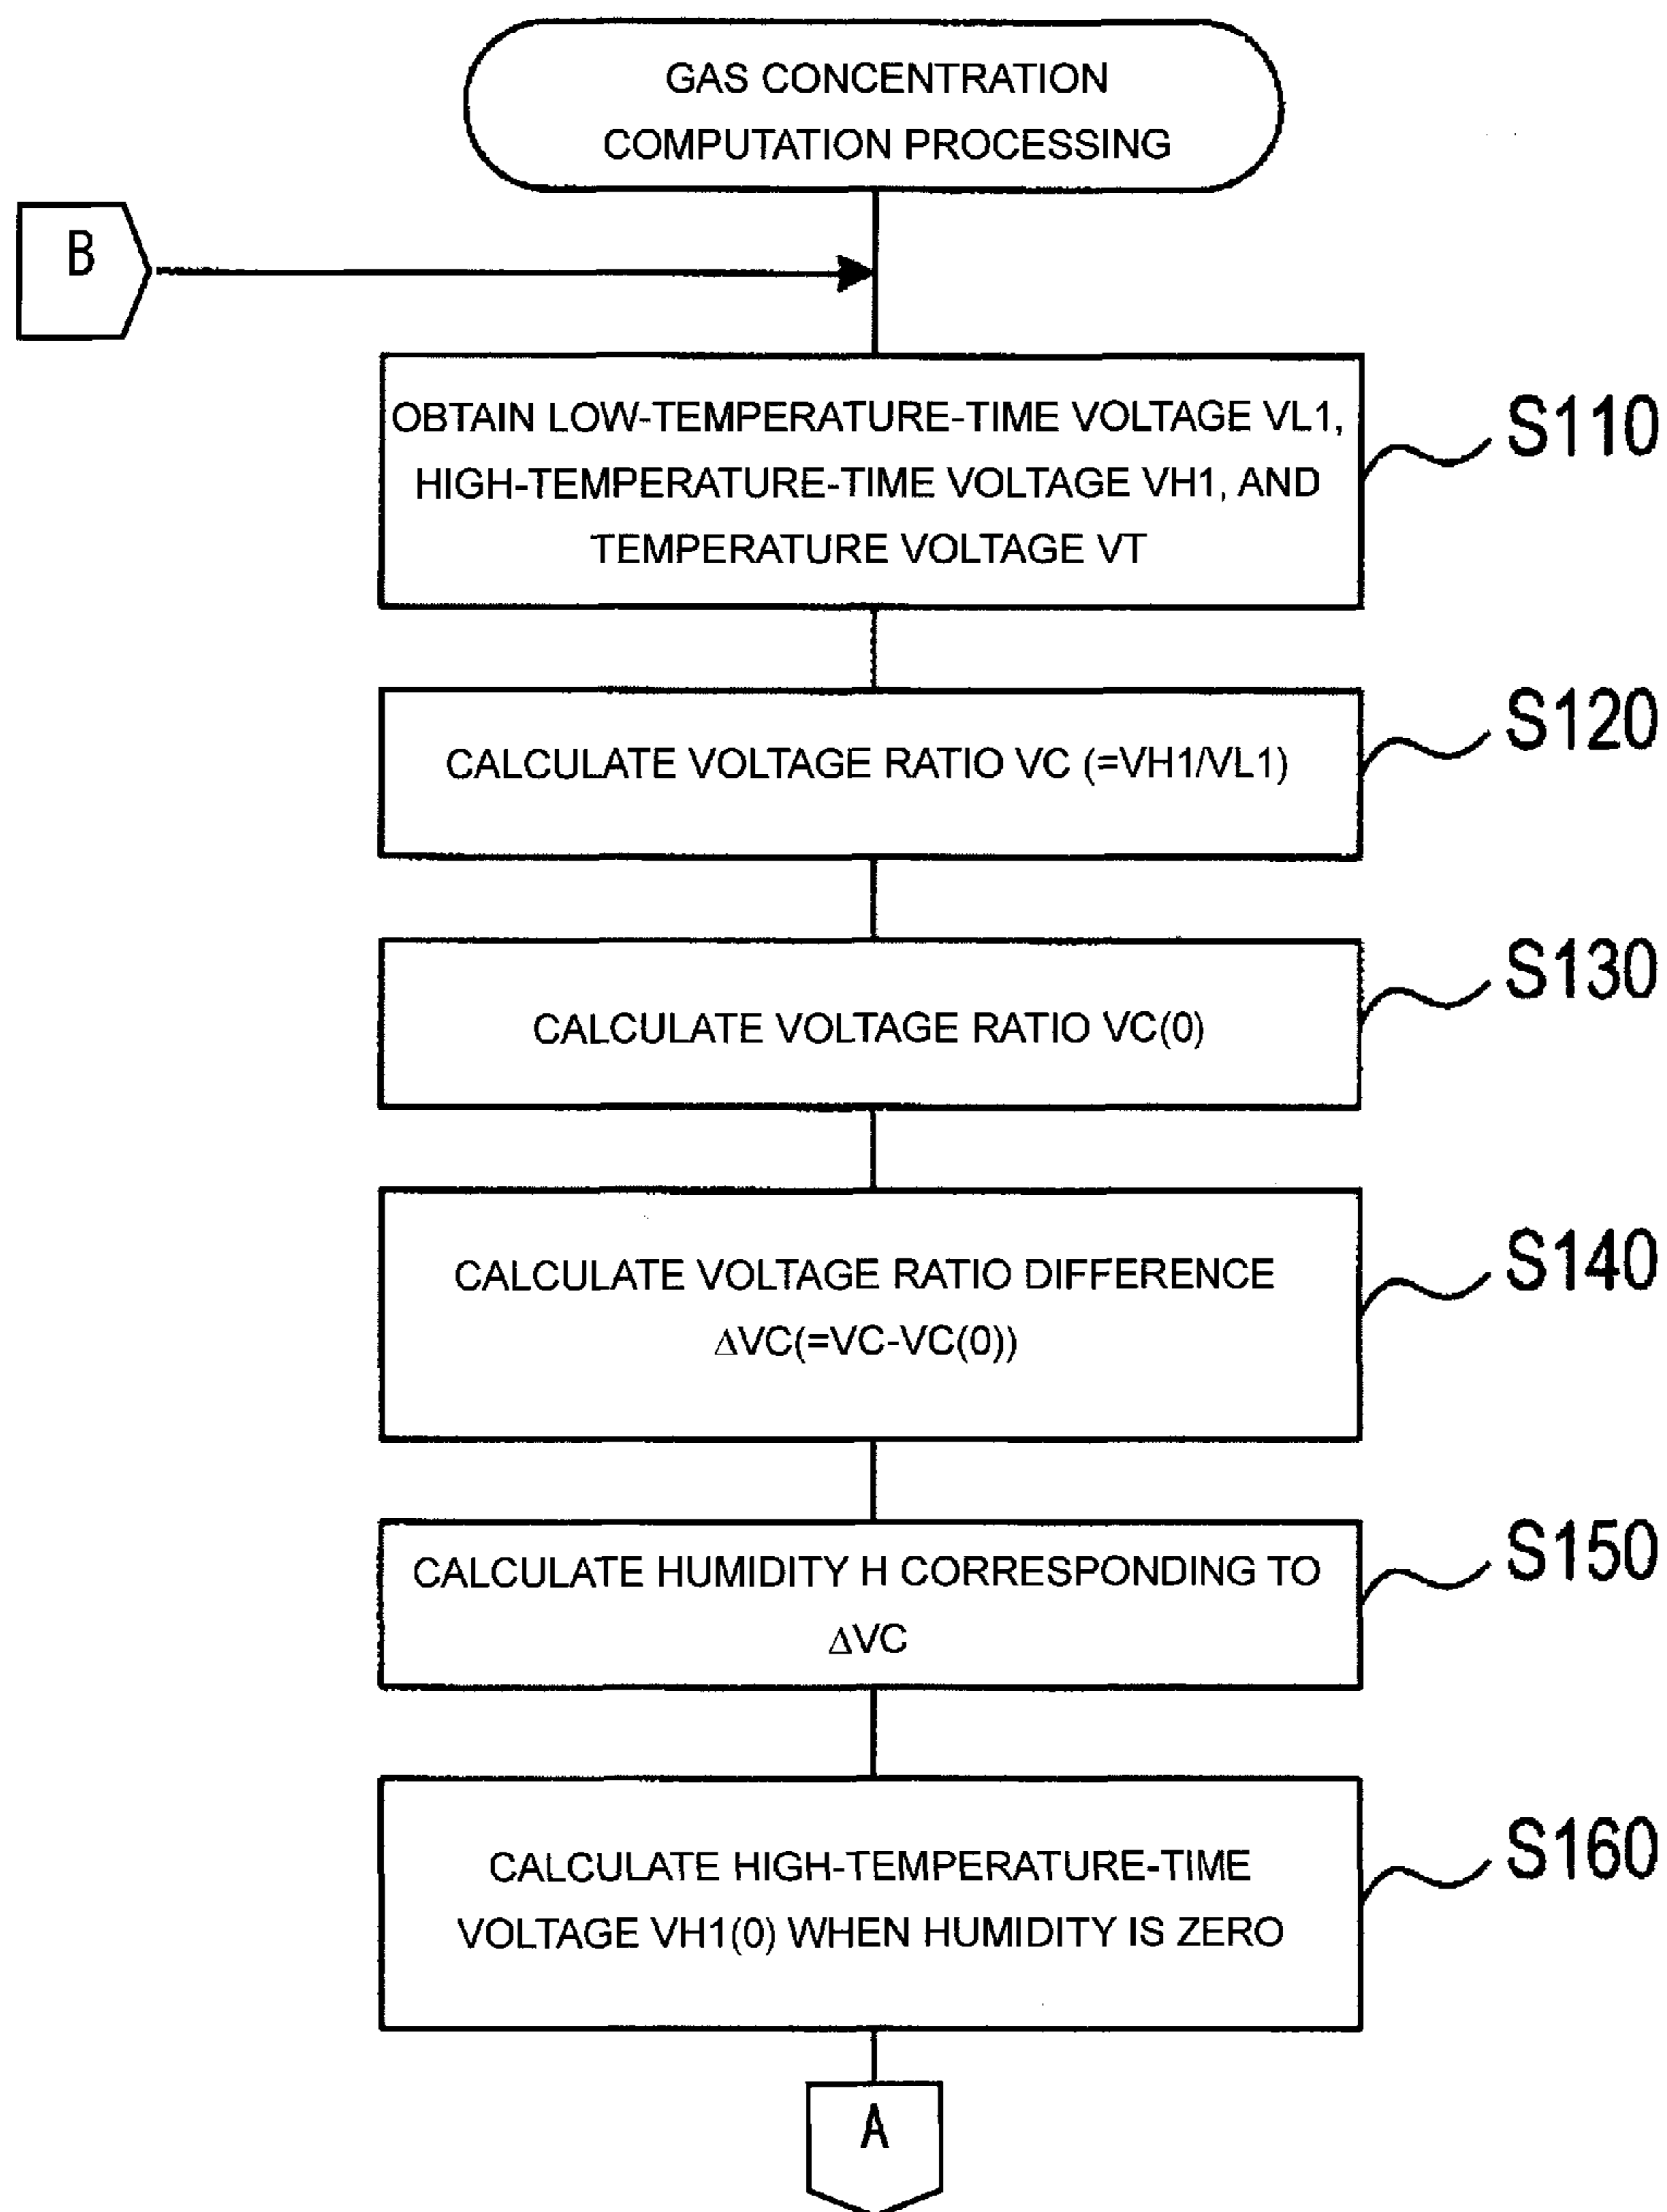 GAS CONCENTRATION
COMPUTATION PROCESSING
B
OBTAIN LOW-TEMPERATURE-TIME VOLTAGE VL1,
HIGH-TEMPERATURE-TIME VOLTAGE VH1, AND
TEMPERATURE VOLTAGE VT
S110
CALCULATE VOLTAGE RATIO VC (=VH1/VL1)
S120
CALCULATE VOLTAGE RATIO VC(0)
S130
CALCULATE VOLTAGE RATIO DIFFERENCE
ΔVC(=VC-VC(0))
S140
CALCULATE HUMIDITY H CORRESPONDING TO
ΔVC
S150
CALCULATE HIGH-TEMPERATURE-TIME
VOLTAGE VH1(0) WHEN HUMIDITY IS ZERO
S160
A